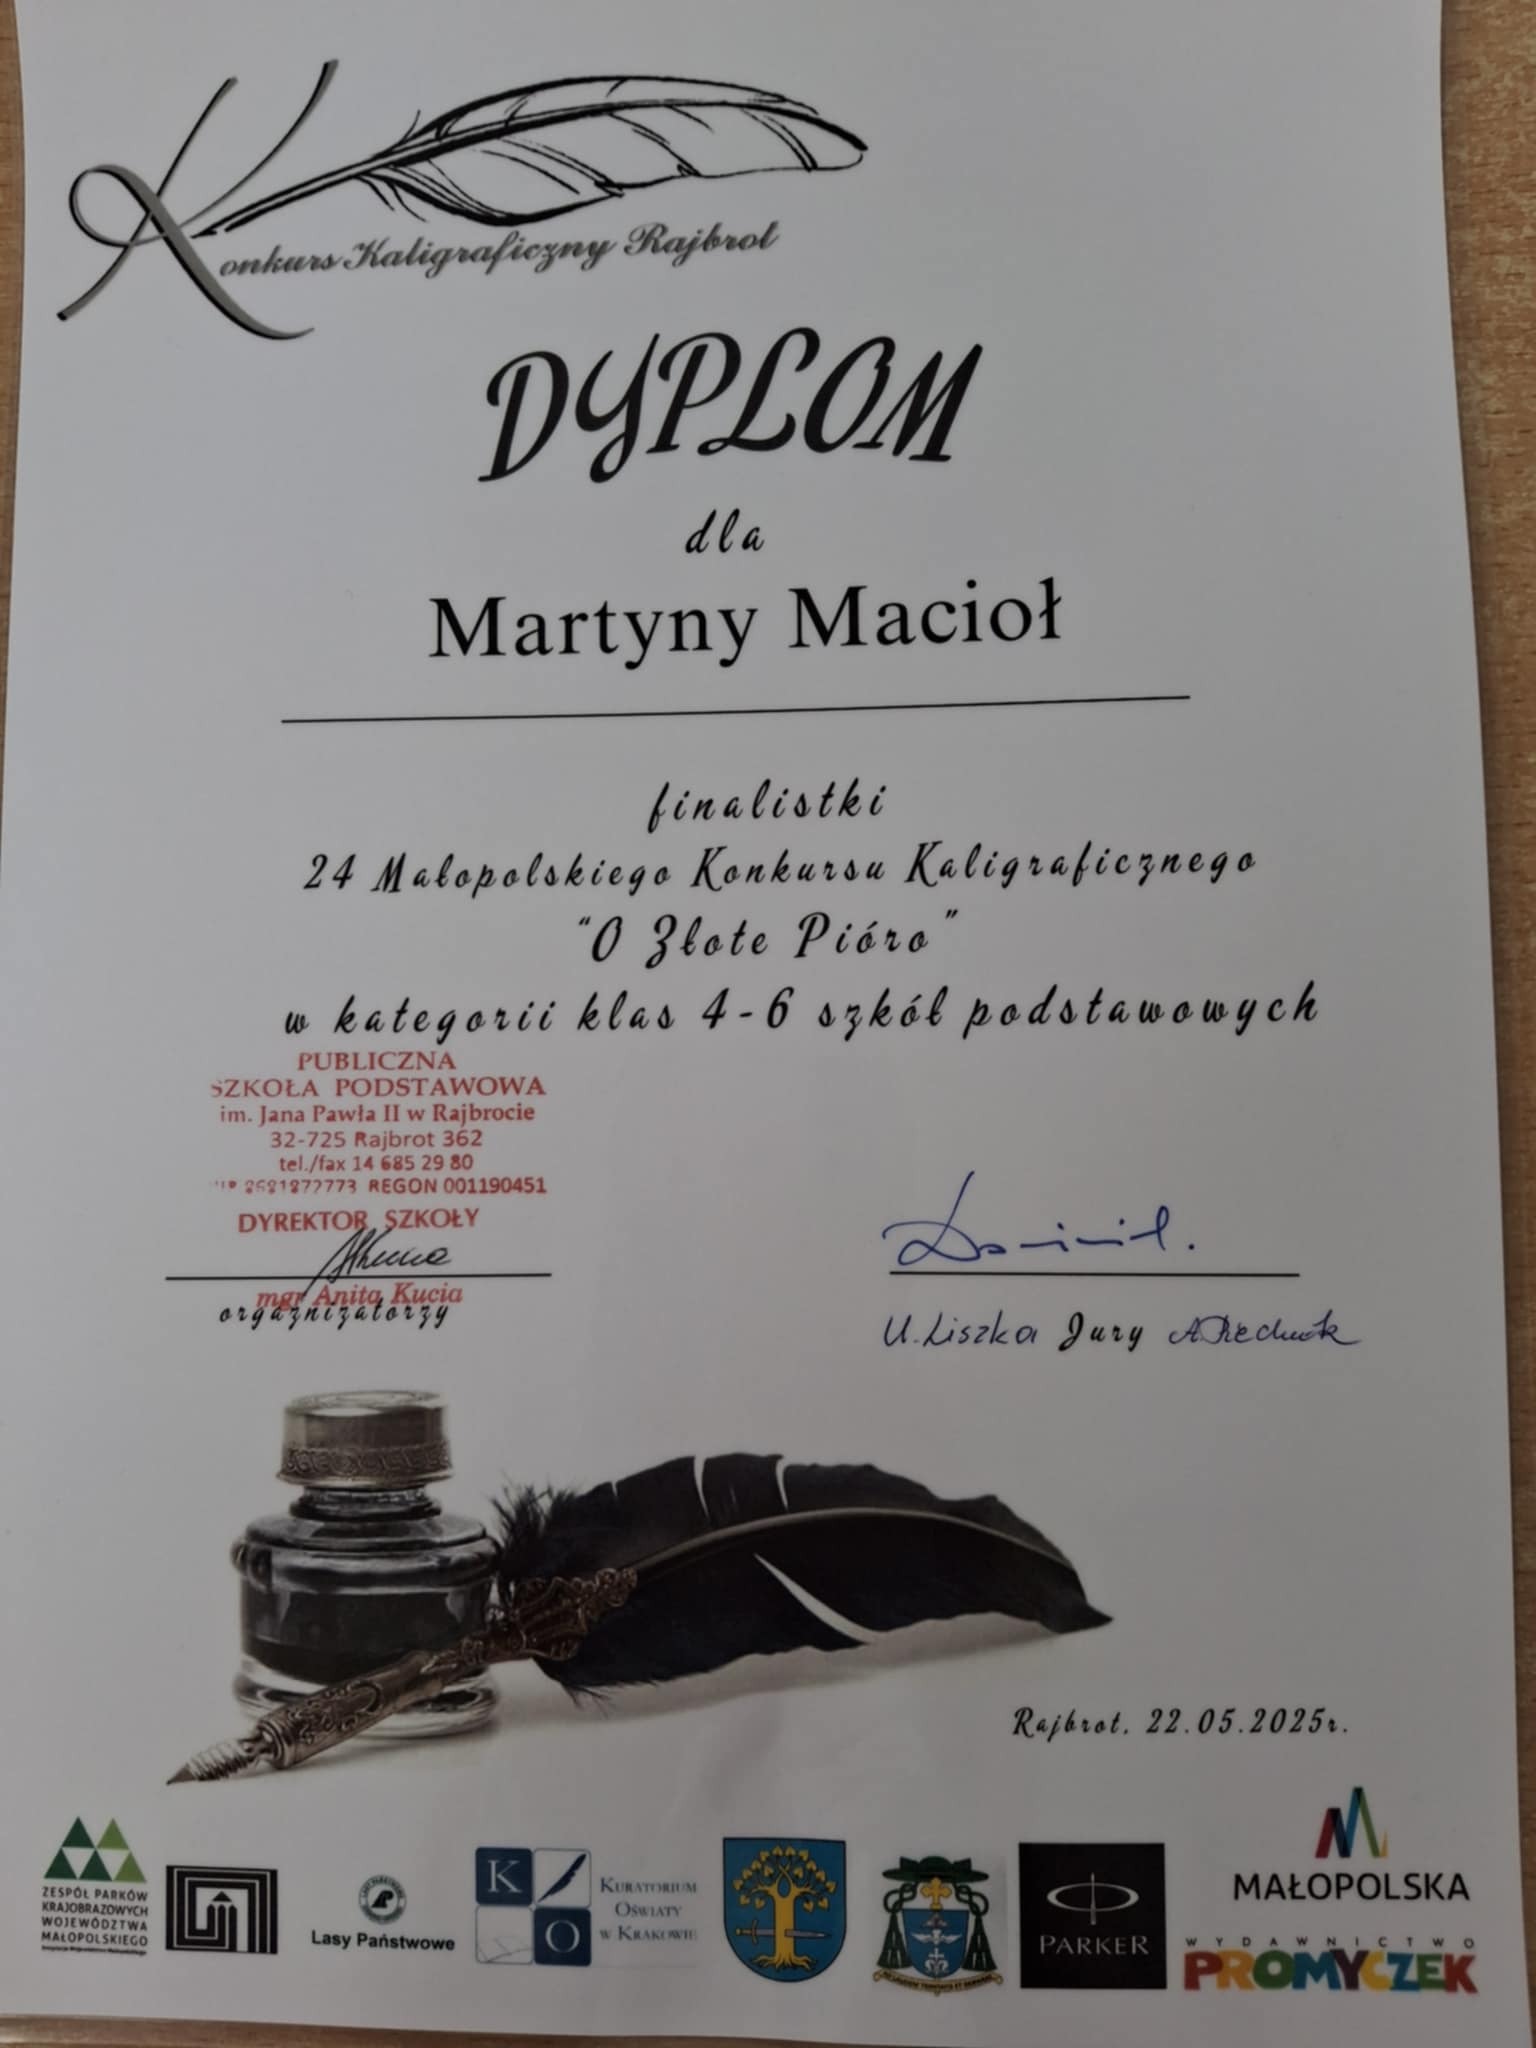 Konkurs Kaligraficzny Rajbrot
DYPLOM
dla
Martyny Macioł
finalistki
24 Małopolskiego Konkursu Kaligraficznego
"O Złote Pióro"
w kategorii klas 4-6 szkół podstawowych
PUBLICZNA
SZKOŁA PODSTAWOWA
im. Jana Pawła II w Rajbrocie
32-725 Rajbrot 362
tel./fax 14 685 29 80
REGON 001190451
DYREKTOR SZKOŁY
mgr Anita Kucia
orgaznizatorzy
U. Liszka Jury
Rajbrot, 22.05.2025r.
ZESPÓŁ PARKÓW
KRAJOBRAZOWYCH
WOJEWÓDZTWA
MAŁOPOLSKIEGO
Lasy Państwowe
K
O
KURATORIUM
OŚWIATY
W KRAKOWIE
PARKER
MAŁOPOLSKA
WYDAWNICTWO
PROMYCZEK